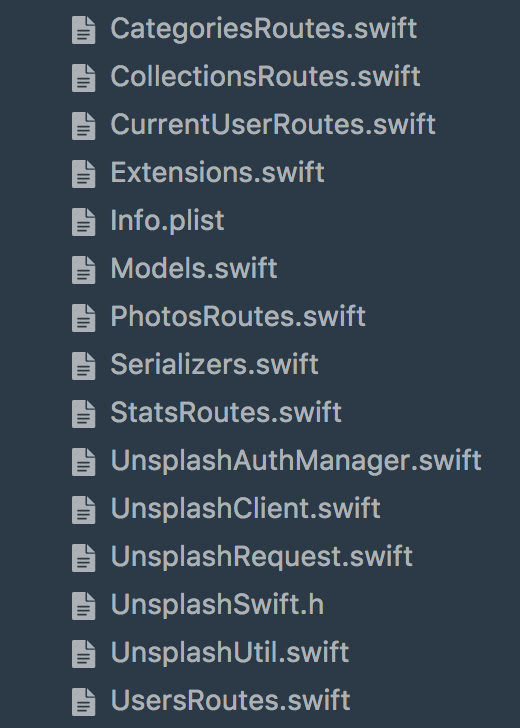 CategoriesRoutes.swift
CollectionsRoutes.swift
CurrentUserRoutes.swift
Extensions.swift
Info.plist
Models.swift
PhotosRoutes.swift
Serializers.swift
StatsRoutes.swift
UnsplashAuthManager.swift
UnsplashClient.swift
UnsplashRequest.swift
UnsplashSwift.h
UnsplashUtil.swift
UsersRoutes.swift